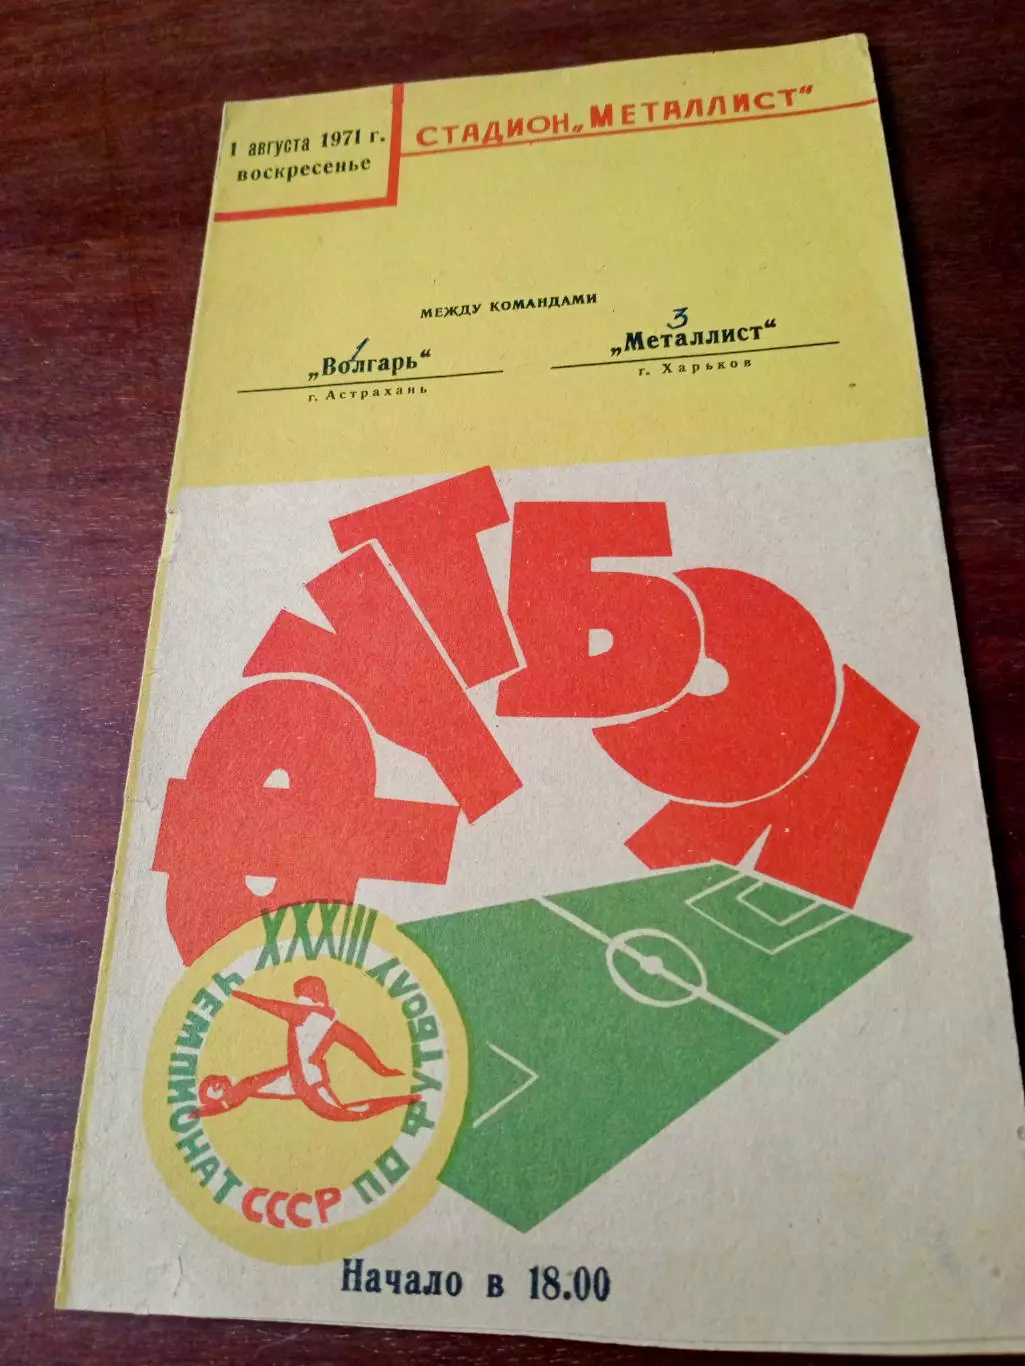 1 августа 1971 г.
воскресенье
СТАДИОН „МЕТАЛЛИСТ“
МЕЖДУ КОМАНДАМИ
1
„Волгарь“
г. Астрахань
3
„Металлист“
г. Харьков
ФУТБОЛ
XXXIII
ЧЕМПИОНАТ СССР ПО ФУТБОЛУ
Начало в 18.00